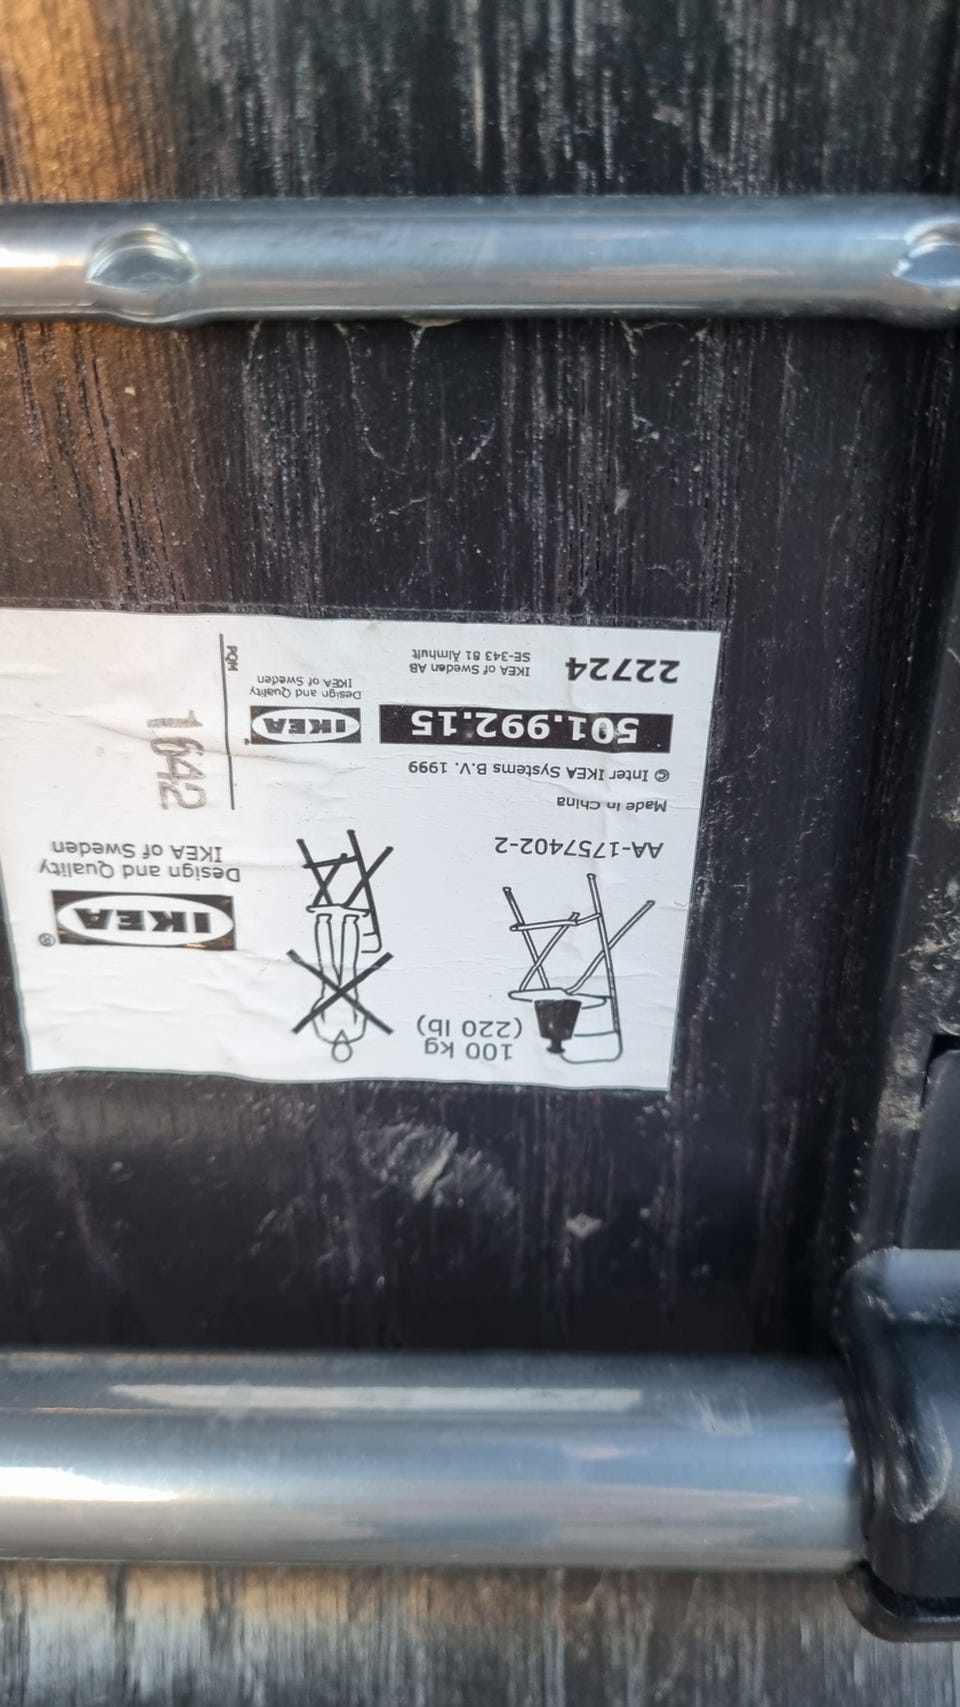 100 kg
(220 lb)
IKEA®
Design and Quality
IKEA of Sweden
AA-1757402-2
Made in China
© Inter IKEA Systems B.V. 1999
501.992.15
IKEA®
Design and Quality
IKEA of Sweden
22724
IKEA of Sweden AB
SE-343 81 Älmhult
1642
PQM